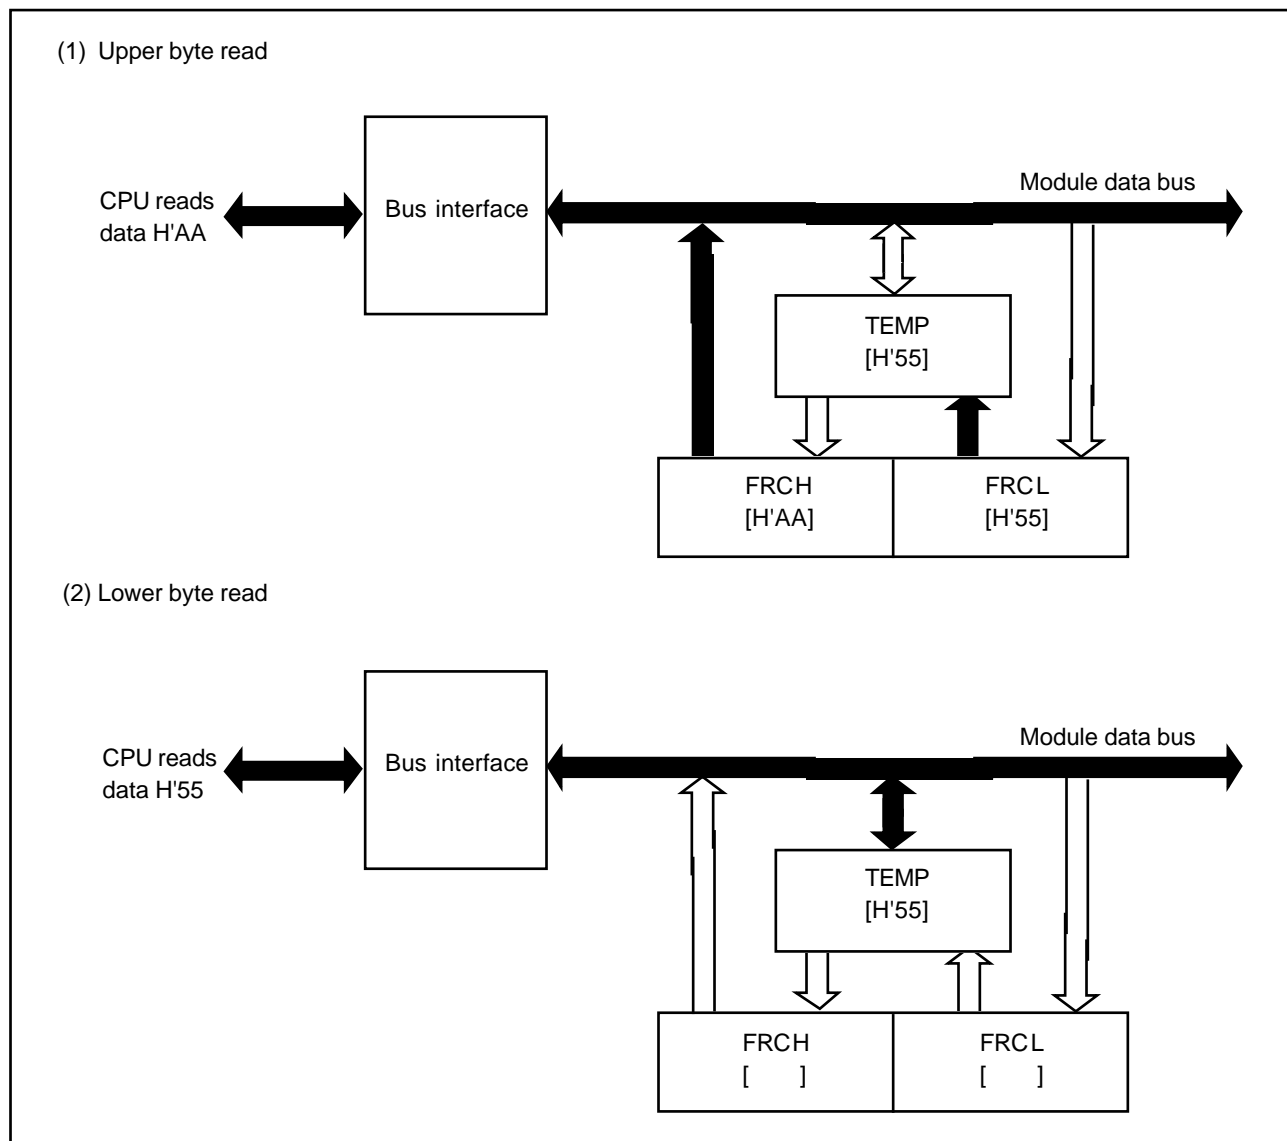 (1) Upper byte read
Module data bus
CPU reads
data H'AA
Bus interface
TEMP
[H'55]
FRCH
[H'AA]
FRCL
[H'55]
(2) Lower byte read
Module data bus
CPU reads
data H'55
Bus interface
TEMP
[H'55]
FRCH
[ ]
FRCL
[ ]